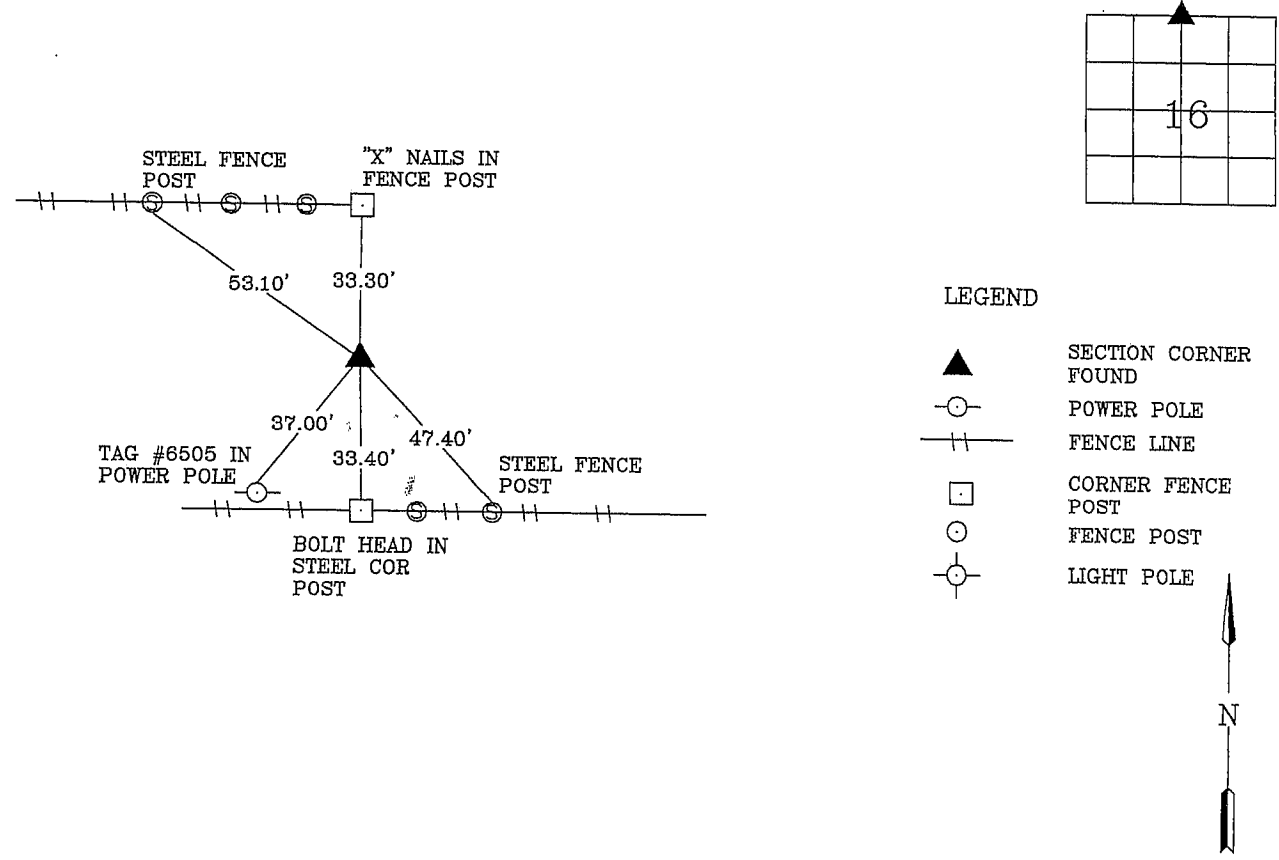 16
STEEL FENCE
POST
"X" NAILS IN
FENCE POST
S S S
53.10'
33.30'
37.00'
33.40'
47.40'
TAG #6505 IN
POWER POLE
STEEL FENCE
POST
S S
BOLT HEAD IN
STEEL COR
POST
LEGEND
SECTION CORNER
FOUND
POWER POLE
FENCE LINE
CORNER FENCE
POST
FENCE POST
LIGHT POLE
N